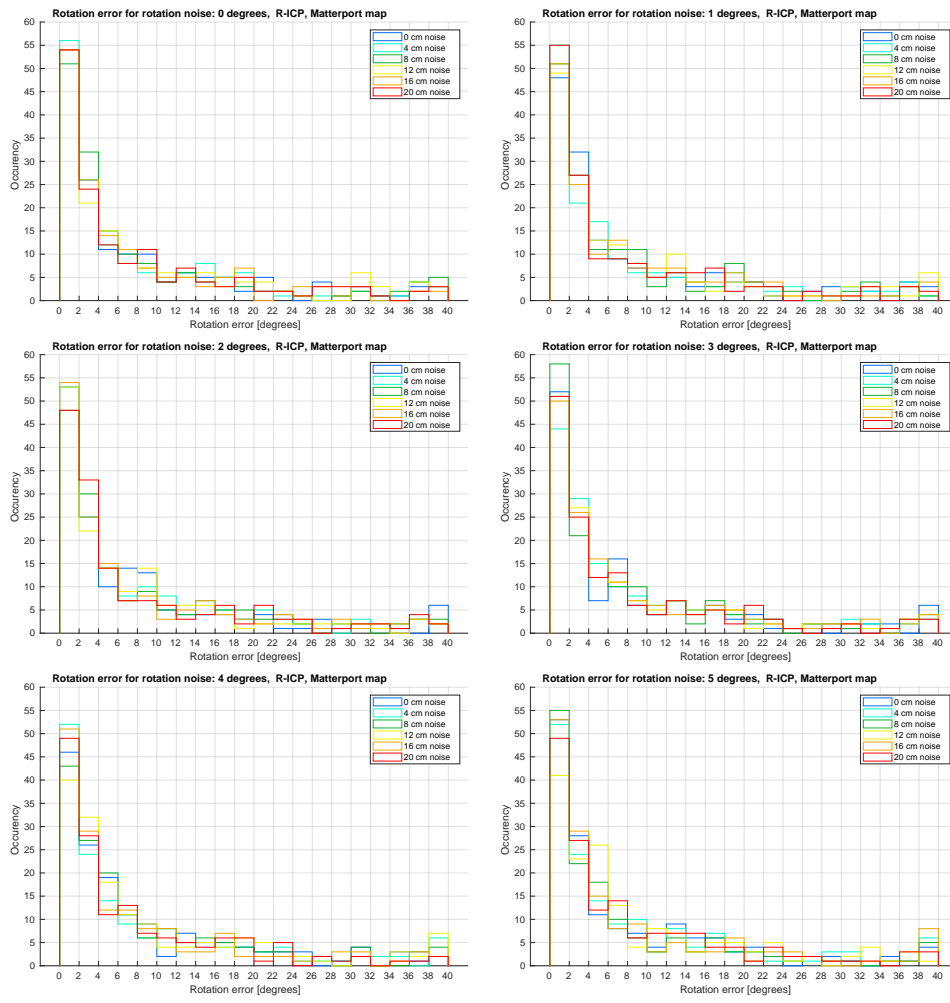 Rotation error for rotation noise: 0 degrees,  R-ICP, Matterport map
60
55
50
45
40
35
30
25
20
15
10
5
0
Occurency
0 cm noise
4 cm noise
8 cm noise
12 cm noise
16 cm noise
20 cm noise
0 2 4 6 8 10 12 14 16 18 20 22 24 26 28 30 32 34 36 38 40
Rotation error [degrees]
Rotation error for rotation noise: 1 degrees,  R-ICP, Matterport map
60
55
50
45
40
35
30
25
20
15
10
5
0
Occurency
0 cm noise
4 cm noise
8 cm noise
12 cm noise
16 cm noise
20 cm noise
0 2 4 6 8 10 12 14 16 18 20 22 24 26 28 30 32 34 36 38 40
Rotation error [degrees]
Rotation error for rotation noise: 2 degrees,  R-ICP, Matterport map
60
55
50
45
40
35
30
25
20
15
10
5
0
Occurency
0 cm noise
4 cm noise
8 cm noise
12 cm noise
16 cm noise
20 cm noise
0 2 4 6 8 10 12 14 16 18 20 22 24 26 28 30 32 34 36 38 40
Rotation error [degrees]
Rotation error for rotation noise: 3 degrees,  R-ICP, Matterport map
60
55
50
45
40
35
30
25
20
15
10
5
0
Occurency
0 cm noise
4 cm noise
8 cm noise
12 cm noise
16 cm noise
20 cm noise
0 2 4 6 8 10 12 14 16 18 20 22 24 26 28 30 32 34 36 38 40
Rotation error [degrees]
Rotation error for rotation noise: 4 degrees,  R-ICP, Matterport map
60
55
50
45
40
35
30
25
20
15
10
5
0
Occurency
0 cm noise
4 cm noise
8 cm noise
12 cm noise
16 cm noise
20 cm noise
0 2 4 6 8 10 12 14 16 18 20 22 24 26 28 30 32 34 36 38 40
Rotation error [degrees]
Rotation error for rotation noise: 5 degrees,  R-ICP, Matterport map
60
55
50
45
40
35
30
25
20
15
10
5
0
Occurency
0 cm noise
4 cm noise
8 cm noise
12 cm noise
16 cm noise
20 cm noise
0 2 4 6 8 10 12 14 16 18 20 22 24 26 28 30 32 34 36 38 40
Rotation error [degrees]